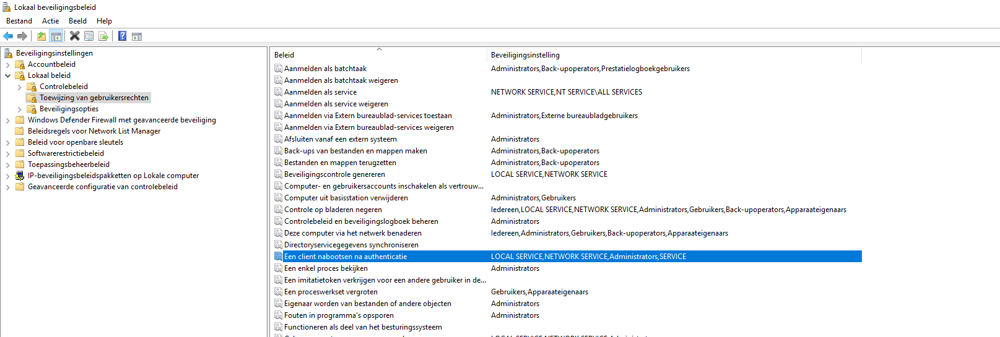 Lokaal beveiligingsbeleid
Bestand Actie Beeld Help
Beveiligingsinstellingen
Accountbeleid
Lokaal beleid
Controlebeleid
Toewijzing van gebruikersrechten
Beveiligingsopties
Windows Defender Firewall met geavanceerde beveiliging
Beleidsregels voor Network List Manager
Beleid voor openbare sleutels
Softwarerestrictiebeleid
Toepassingsbeheerbeleid
IP-beveiligingsbeleidspakketten op Lokale computer
Geavanceerde configuratie van controlebeleid
Beleid Beveiligingsinstelling
Aanmelden als batchtaak Administrators,Back-upoperators,Prestatielogboekgebruikers
Aanmelden als batchtaak weigeren
Aanmelden als service NETWORK SERVICE,NT SERVICE\ALL SERVICES
Aanmelden als service weigeren
Aanmelden via Extern bureaublad-services toestaan Administrators,Externe bureaubladgebruikers
Aanmelden via Extern bureaublad-services weigeren
Afsluiten vanaf een extern systeem Administrators
Back-ups van bestanden en mappen maken Administrators,Back-upoperators
Bestanden en mappen terugzetten Administrators,Back-upoperators
Beveiligingscontrole genereren LOCAL SERVICE,NETWORK SERVICE
Computer- en gebruikersaccounts inschakelen als vertrouw...
Computer uit basisstation verwijderen Administrators,Gebruikers
Controle op bladeren negeren Iedereen,LOCAL SERVICE,NETWORK SERVICE,Administrators,Gebruikers,Back-upoperators,Apparaateigenaars
Controlebeleid en beveiligingslogboek beheren Administrators
Deze computer via het netwerk benaderen Iedereen,Administrators,Gebruikers,Back-upoperators,Apparaateigenaars
Directoryservicegegevens synchroniseren
Een client nabootsen na authenticatie LOCAL SERVICE,NETWORK SERVICE,Administrators,SERVICE
Een enkel proces bekijken Administrators
Een imitatietoken verkrijgen voor een andere gebruiker in de...
Een proceswerkset vergroten Gebruikers,Apparaateigenaars
Eigenaar worden van bestanden of andere objecten Administrators
Fouten in programma's opsporen Administrators
Functioneren als deel van het besturingssysteem